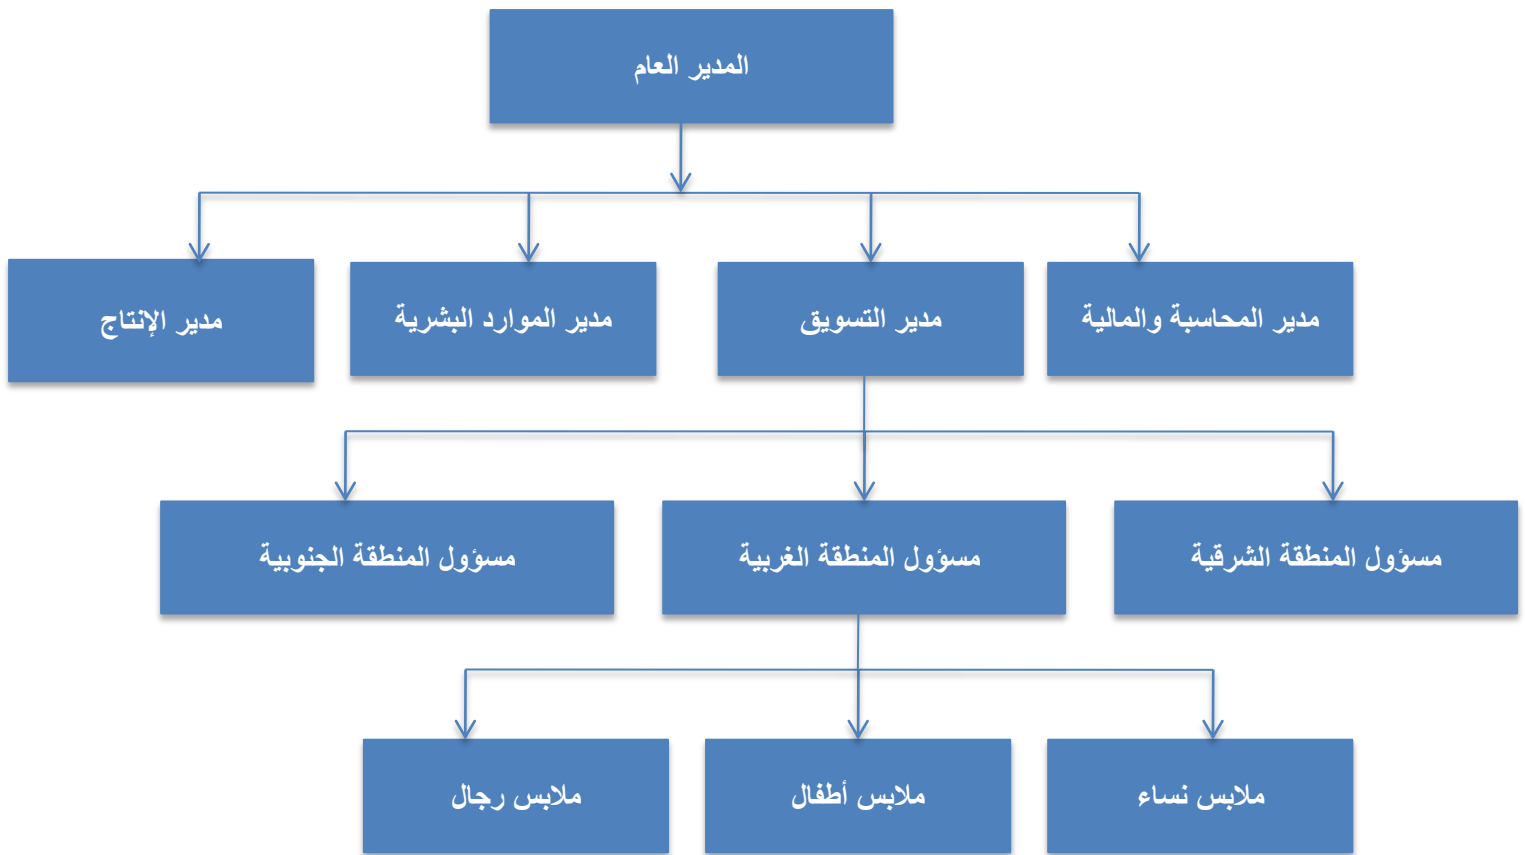 المدير العام
مدير المحاسبة والمالية
مدير التسويق
مدير الموارد البشرية
مدير الإنتاج
مسؤول المنطقة الشرقية
مسؤول المنطقة الغربية
مسؤول المنطقة الجنوبية
ملابس نساء
ملابس أطفال
ملابس رجال